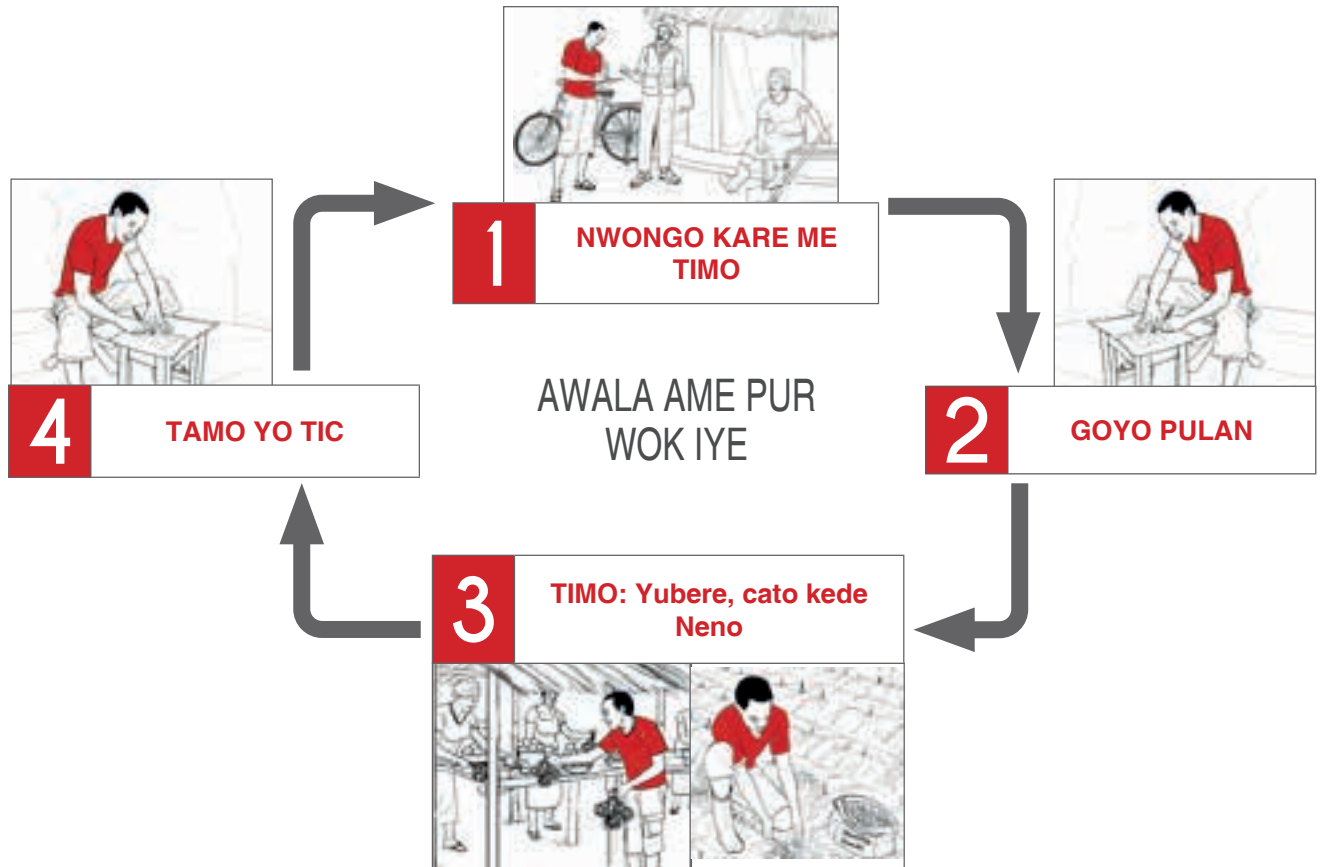 1
NWONGO KARE ME
TIMO
2
GOYO PULAN
3
TIMO: Yubere, cato kede
Neno
4
TAMO YO TIC
AWALA AME PUR
WOK IYE